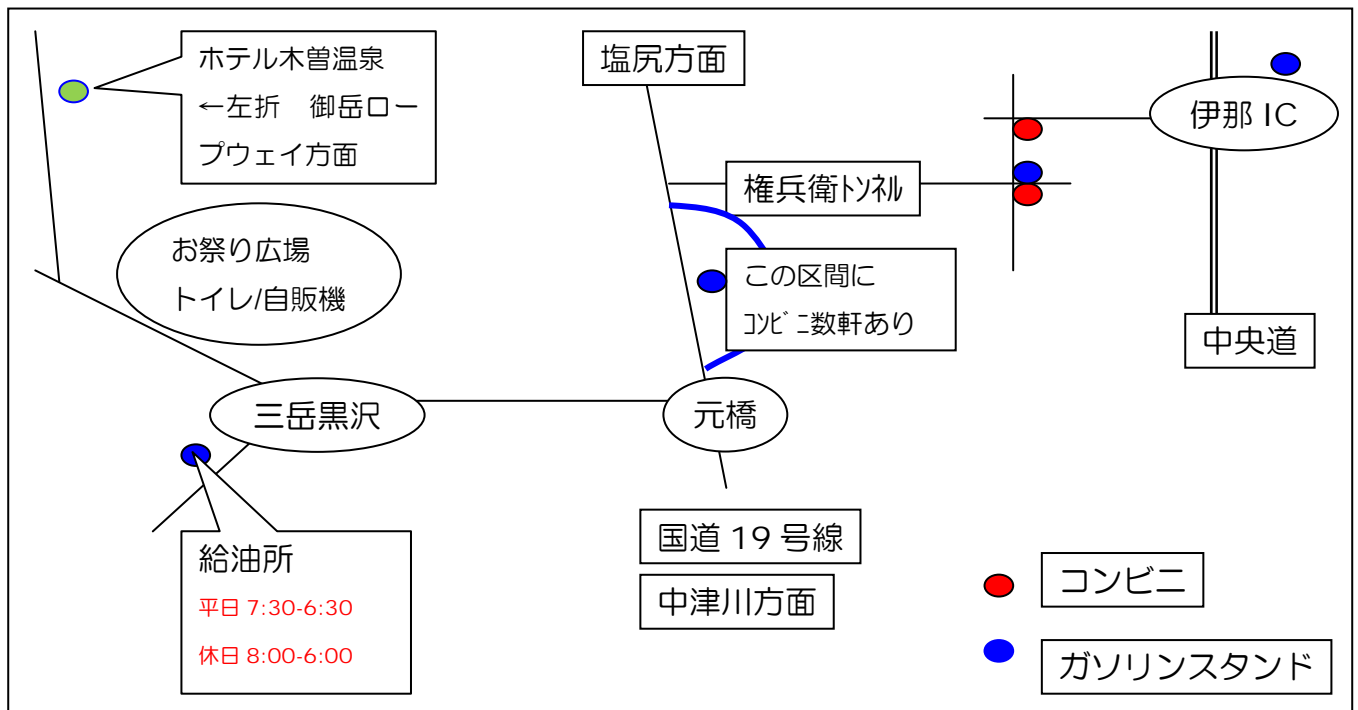 ホテル木曽温泉
←左折　御岳ロー
プウェイ方面
塩尻方面
伊那 IC
権兵衛ﾄﾝﾈﾙ
お祭り広場
トイレ/自販機
この区間に
ｺﾝﾋﾞﾆ数軒あり
中央道
三岳黒沢
元橋
給油所
平日 7:30-6:30
休日 8:00-6:00
国道 19 号線
中津川方面
コンビニ
ガソリンスタンド